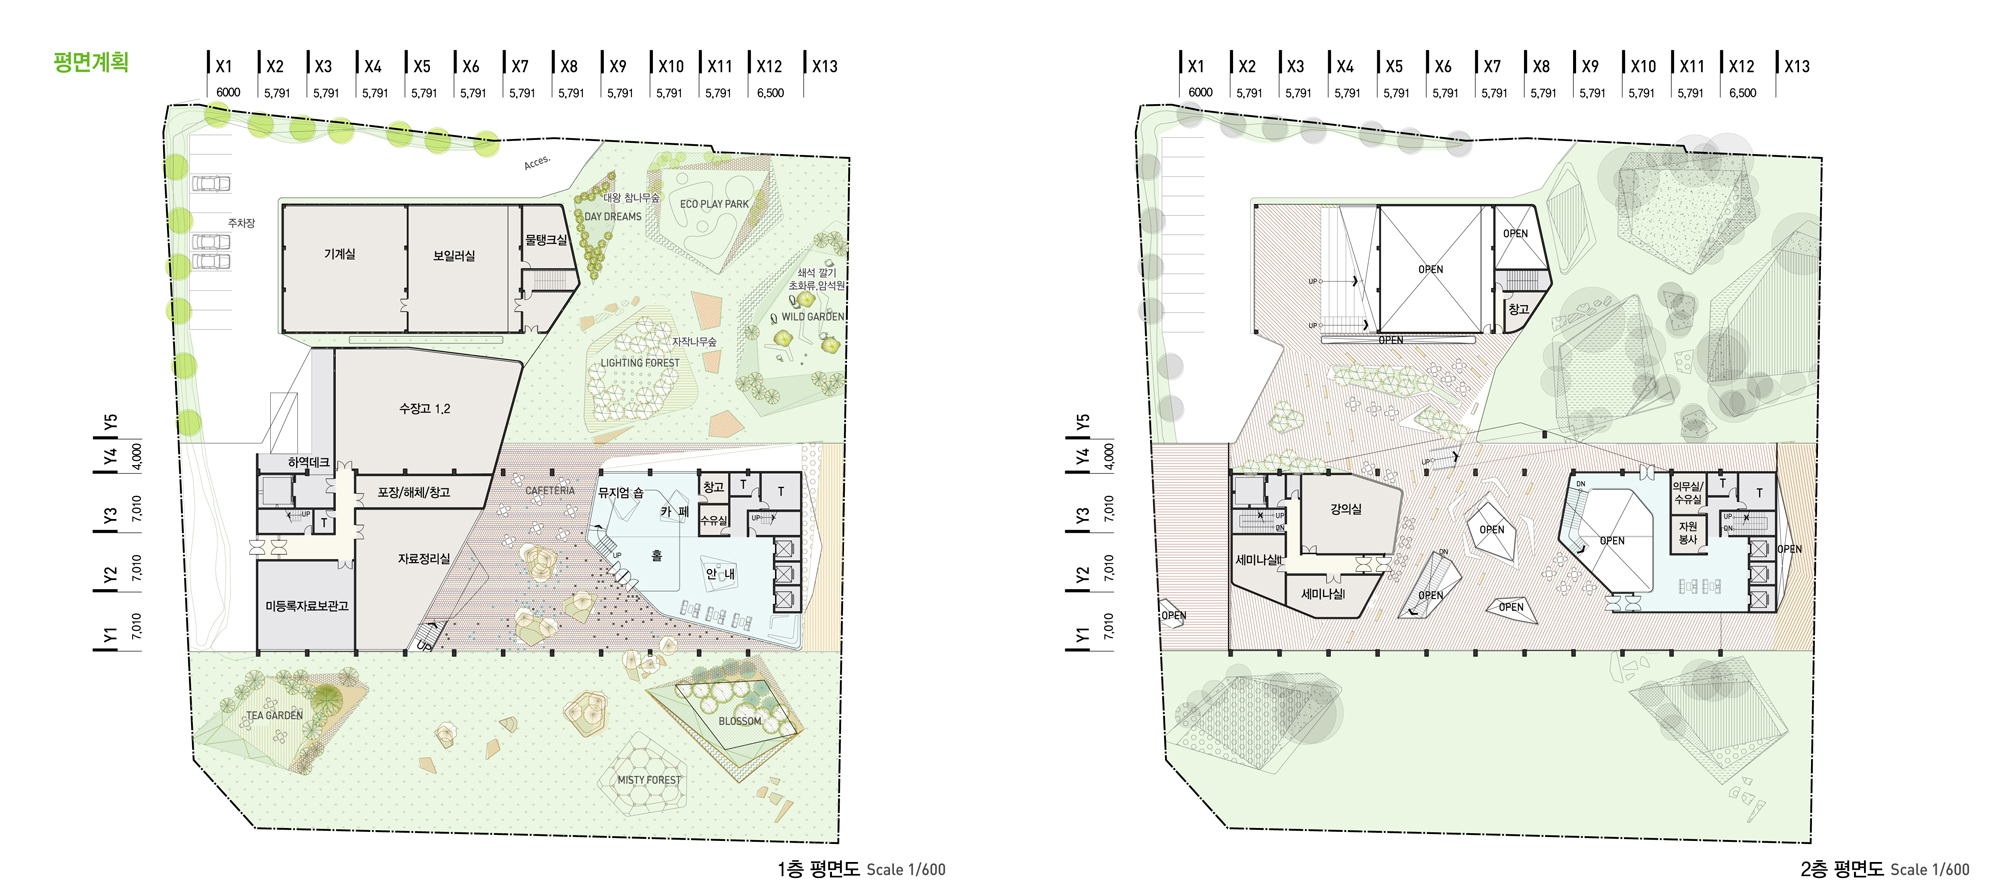 평면계획
X1 X2 X3 X4 X5 X6 X7 X8 X9 X10 X11 X12 X13
6000 5,791 5,791 5,791 5,791 5,791 5,791 5,791 5,791 5,791 5,791 6,500
Acces.
주차장
기계실
보일러실
물탱크실
대왕 참나무숲
DAY DREAMS
ECO PLAY PARK
쇄석 깔기
초화류,암석원
WILD GARDEN
자작나무숲
LIGHTING FOREST
수장고 1,2
하역데크
포장/해체/창고
CAFETERIA
뮤지엄 숍
카 페
창고
T
T
수유실
UP
UP
T
홀
UP
자료정리실
안 내
미등록자료보관고
UP
TEA GARDEN
BLOSSOM
MISTY FOREST
Y5
Y4
4,000
Y3
7,010
Y2
7,010
Y1
7,010
1층 평면도 Scale 1/600
X1 X2 X3 X4 X5 X6 X7 X8 X9 X10 X11 X12 X13
6000 5,791 5,791 5,791 5,791 5,791 5,791 5,791 5,791 5,791 5,791 6,500
OPEN
OPEN
UP
창고
UP
OPEN
UP
DN
의무실/
수유실
T
T
강의실
UP
DN
OPEN
OPEN
자원
봉사
UP
DN
OPEN
세미나실II
DN
세미나실I
OPEN
OPEN
OPEN
Y5
Y4
4,000
Y3
7,010
Y2
7,010
Y1
7,010
2층 평면도 Scale 1/600